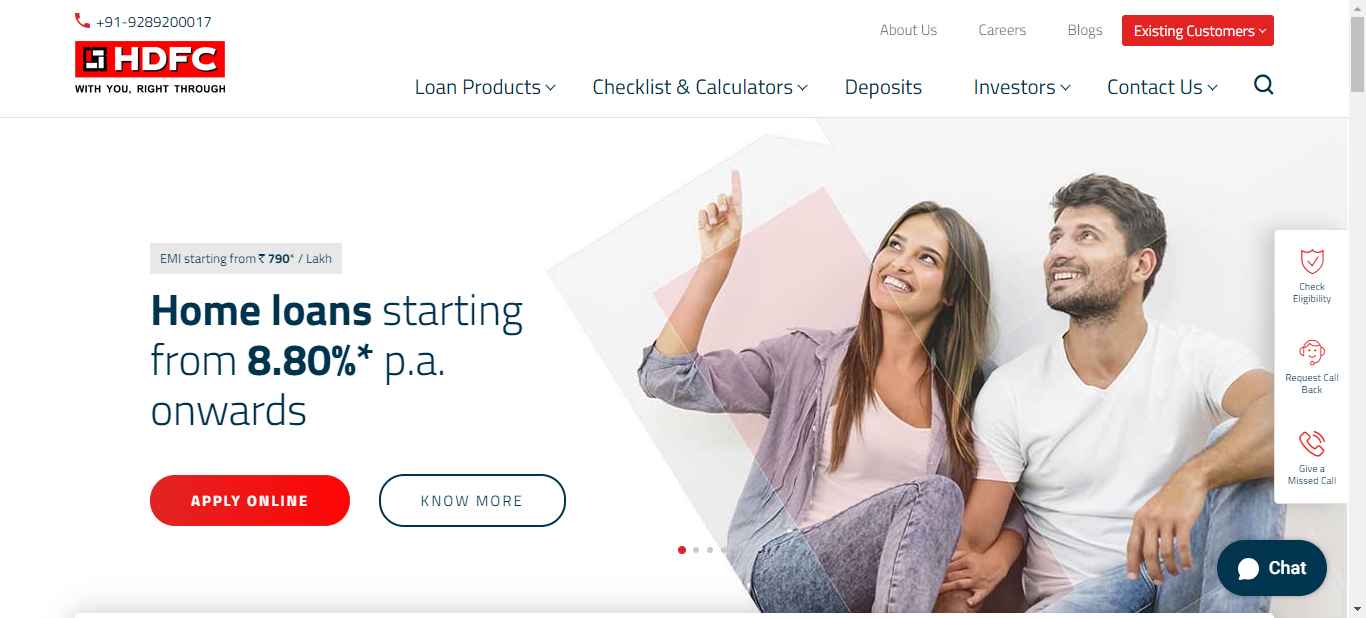 +91-9289200017
HDFC
WITH YOU, RIGHT THROUGH
About Us
Careers
Blogs
Existing Customers
Loan Products
Checklist & Calculators
Deposits
Investors
Contact Us
EMI starting from ₹ 790* / Lakh
Home loans starting
from 8.80%* p.a.
onwards
APPLY ONLINE
KNOW MORE
Check
Eligibility
Request Call
Back
Give a
Missed Call
Chat